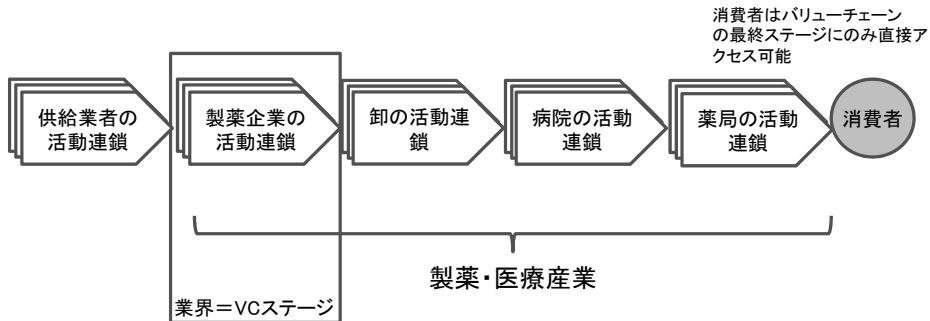 消費者はバリューチェーン
の最終ステージにのみ直接ア
クセス可能
供給業者の
活動連鎖
製薬企業の
活動連鎖
卸の活動連
鎖
病院の活動
連鎖
薬局の活動
連鎖
消費者
製薬・医療産業
業界＝VCステージ